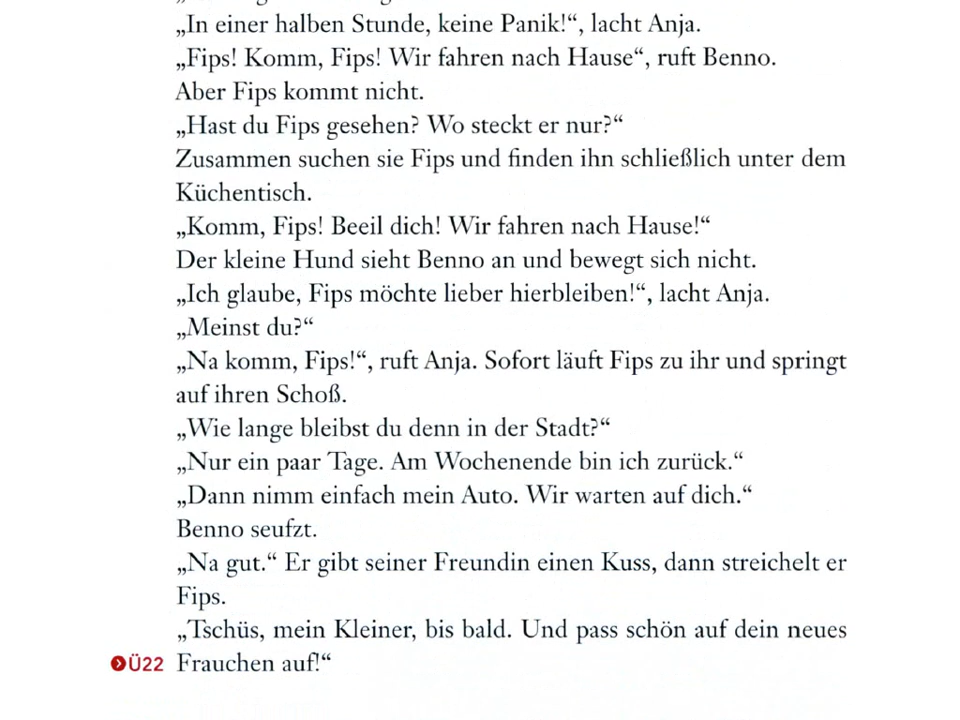 „In einer halben Stunde, keine Panik!“, lacht Anja.
„Fips! Komm, Fips! Wir fahren nach Hause“, ruft Benno.
Aber Fips kommt nicht.
„Hast du Fips gesehen? Wo steckt er nur?“
Zusammen suchen sie Fips und finden ihn schließlich unter dem
Küchentisch.
„Komm, Fips! Beeil dich! Wir fahren nach Hause!“
Der kleine Hund sieht Benno an und bewegt sich nicht.
„Ich glaube, Fips möchte lieber hierbleiben!“, lacht Anja.
„Meinst du?“
„Na komm, Fips!“, ruft Anja. Sofort läuft Fips zu ihr und springt
auf ihren Schoß.
„Wie lange bleibst du denn in der Stadt?“
„Nur ein paar Tage. Am Wochenende bin ich zurück.“
„Dann nimm einfach mein Auto. Wir warten auf dich.“
Benno seufzt.
„Na gut.“ Er gibt seiner Freundin einen Kuss, dann streichelt er
Fips.
„Tschüs, mein Kleiner, bis bald. Und pass schön auf dein neues
Ü22 Frauchen auf!“